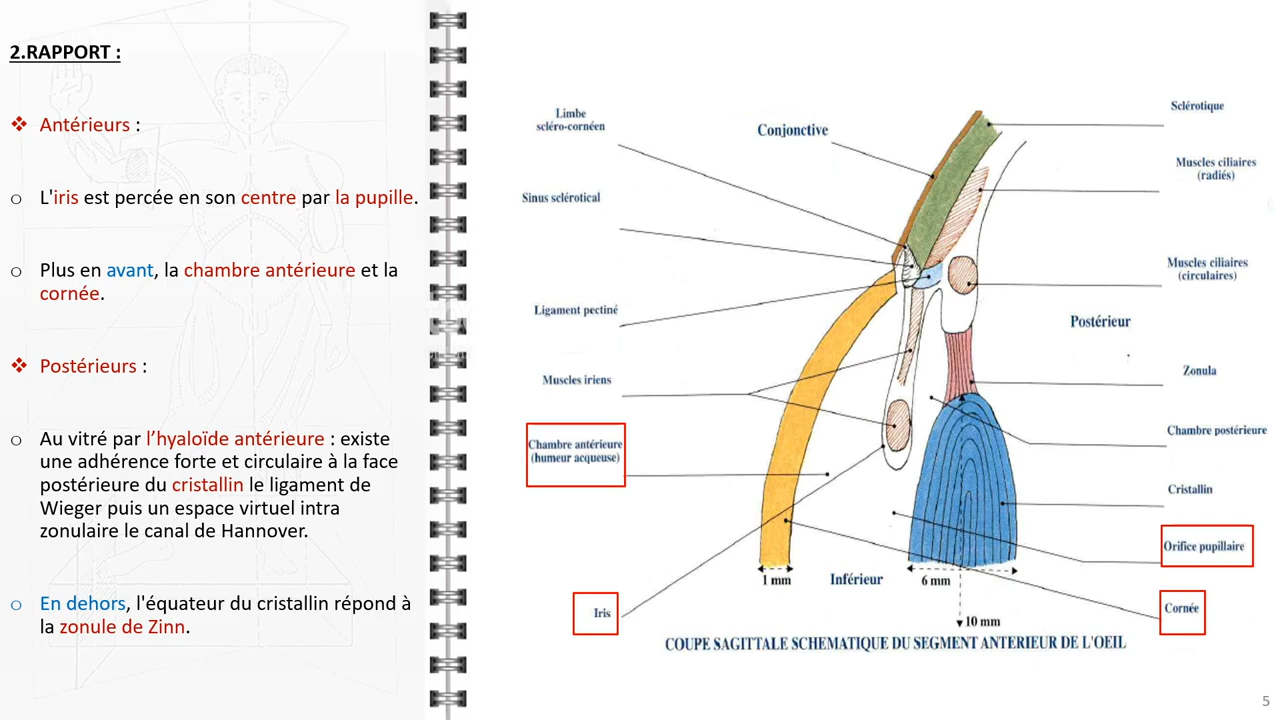 2.RAPPORT :
❖ Antérieurs :
o L'iris est percée en son centre par la pupille.
o Plus en avant, la chambre antérieure et la
cornée.
❖ Postérieurs :
o Au vitré par l’hyaloïde antérieure : existe
une adhérence forte et circulaire à la face
postérieure du cristallin le ligament de
Wieger puis un espace virtuel intra
zonulaire le canal de Hannover.
o En dehors, l'équateur du cristallin répond à
la zonule de Zinn.
Limbe
scléro-cornéen
Conjonctive
Sclérotique
Muscles ciliaires
(radiés)
Sinus sclérotical
Muscles ciliaires
(circulaires)
Ligament pectiné
Postérieur
Muscles iriens
Zonula
Chambre antérieure
(humeur acqueuse)
Chambre postérieure
Cristallin
Orifice pupillaire
1 mm
Inférieur
6 mm
Iris
Cornée
10 mm
COUPE SAGITTALE SCHEMATIQUE DU SEGMENT ANTERIEUR DE L'OEIL
5